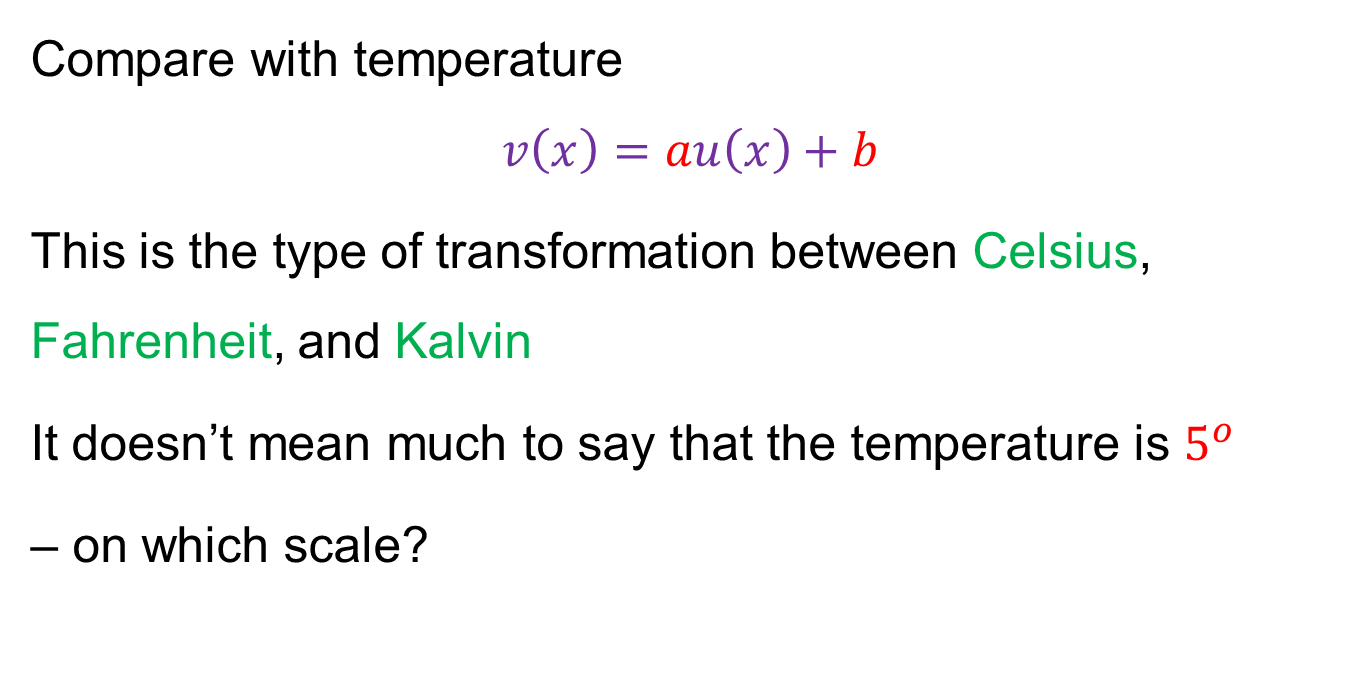 Compare with temperature
v(x) = au(x) + b
This is the type of transformation between Celsius,
Fahrenheit, and Kalvin
It doesn’t mean much to say that the temperature is 5ᵒ
– on which scale?